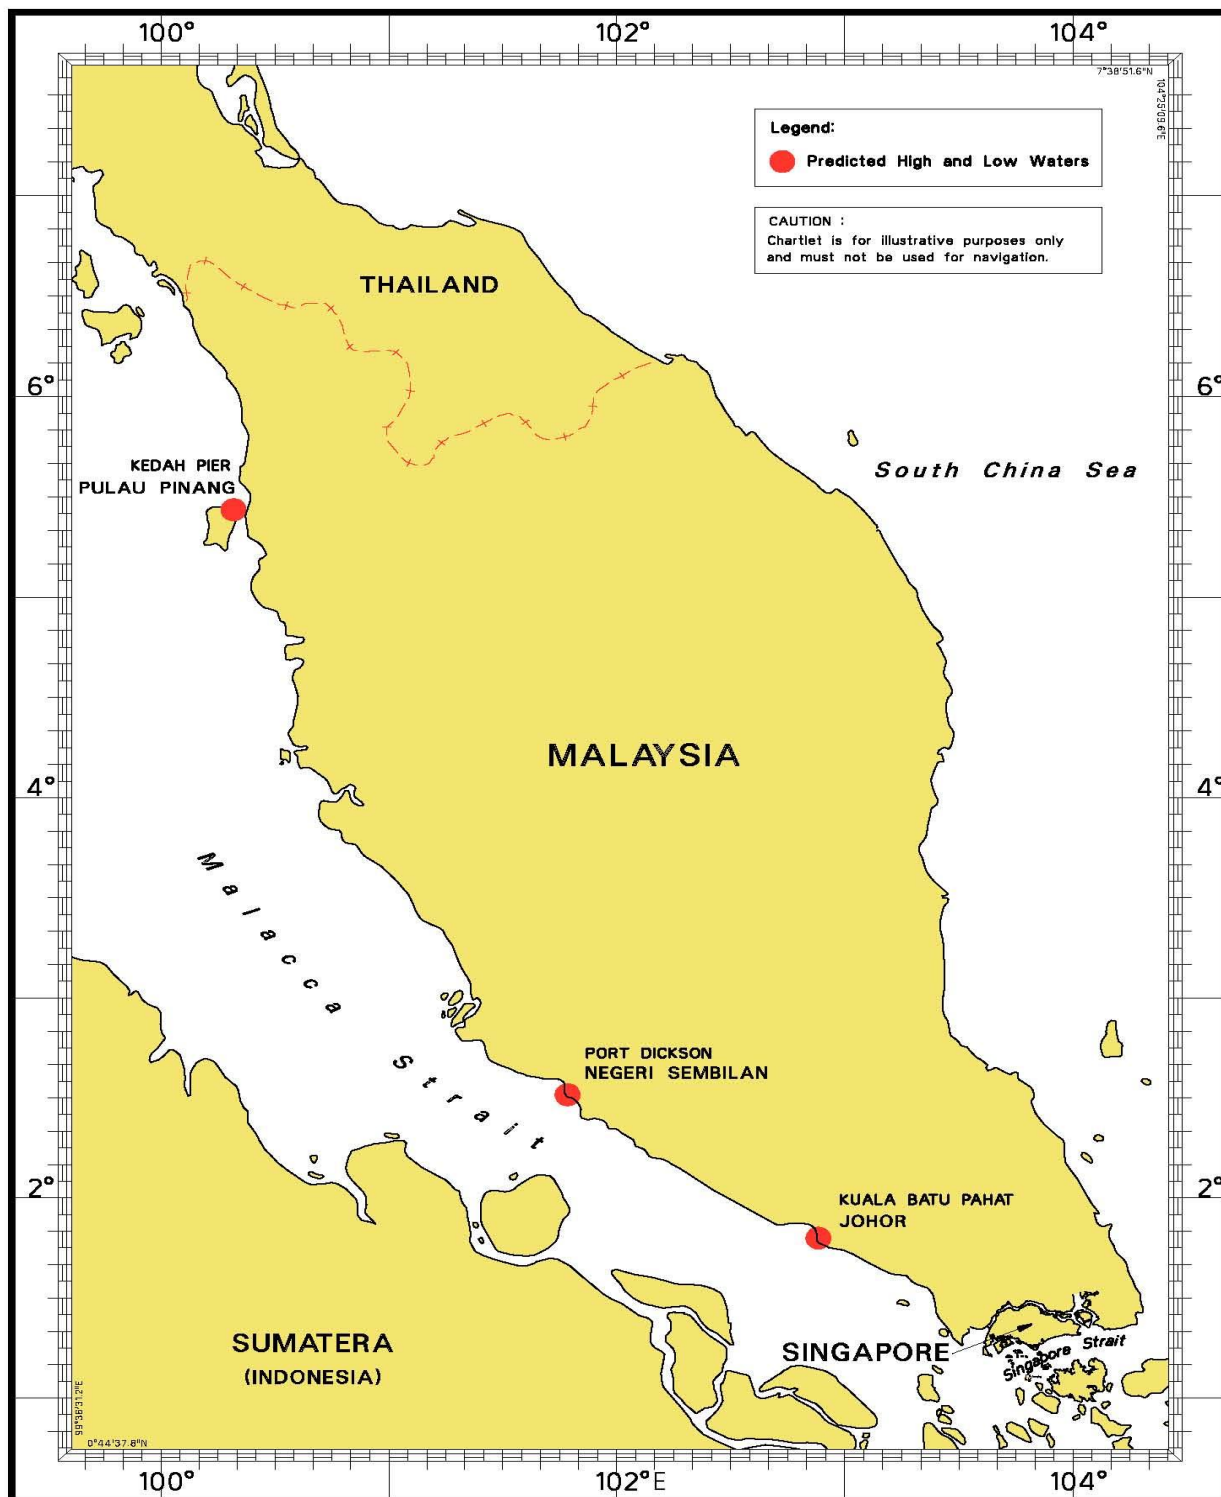 100°
102°
104°
7°38'51.6"N
104°25'09.6"E
Legend:
Predicted High and Low Waters
CAUTION :
Chartlet is for illustrative purposes only
and must not be used for navigation.
THAILAND
6°
6°
South China Sea
KEDAH PIER
PULAU PINANG
MALAYSIA
4°
4°
Malacca Strait
PORT DICKSON
NEGERI SEMBILAN
2°
2°
KUALA BATU PAHAT
JOHOR
SUMATERA
(INDONESIA)
SINGAPORE
Singapore Strait
99°36'31.2"E
0°44'37.8"N
100°
102°E
104°